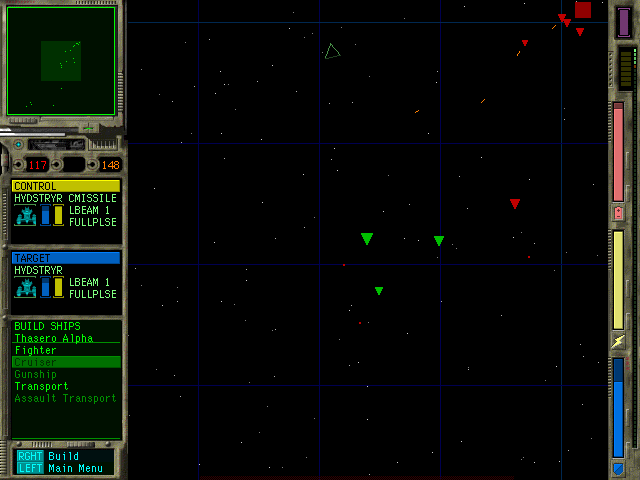 117 148
CONTROL
HVDSTRYR CMISSILE
LBEAM 1
FULLPLSE
TARGET
HVDSTRYR
LBEAM 1
FULLPLSE
BUILD SHIPS
Thasero Alpha
Fighter
Cruiser
Gunship
Transport
Assault Transport
RGHT Build
LEFT Main Menu